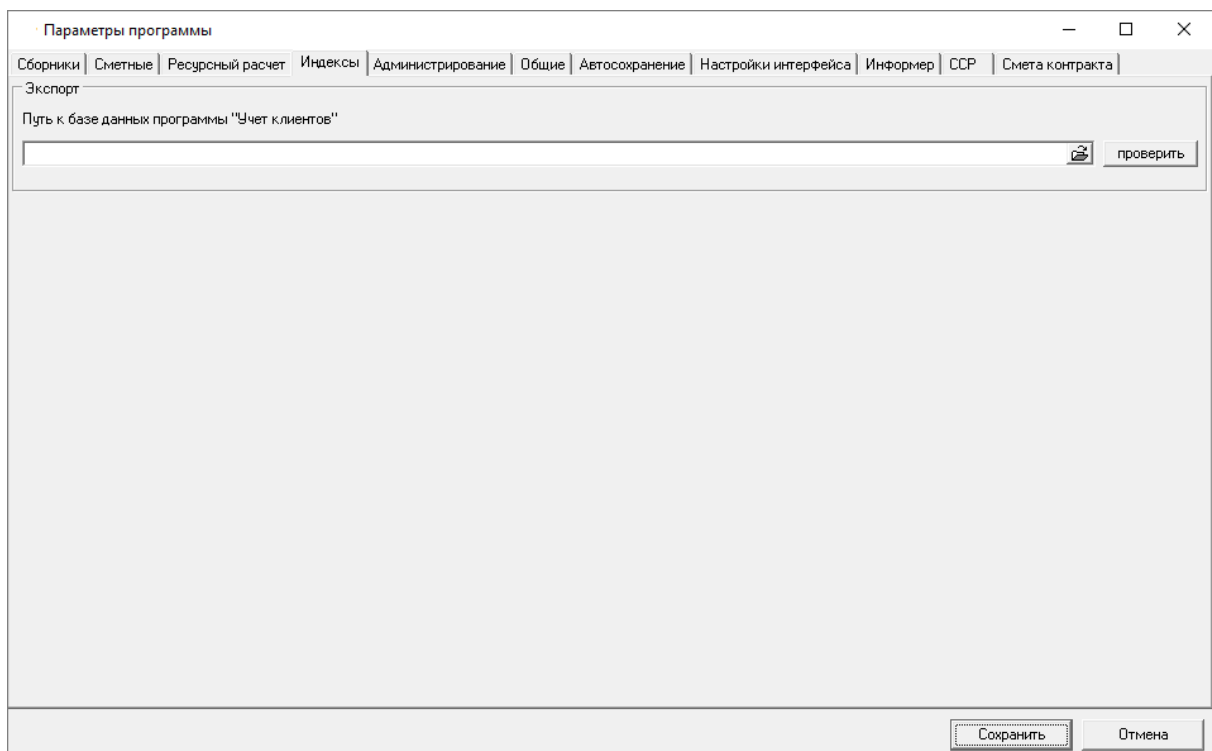 Параметры программы
Сборники Сметные Ресурсный расчет Индексы Администрирование Общие Автосохранение Настройки интерфейса Информер ССР Смета контракта
Экспорт
Путь к базе данных программы "Учет клиентов"
проверить
Сохранить Отмена